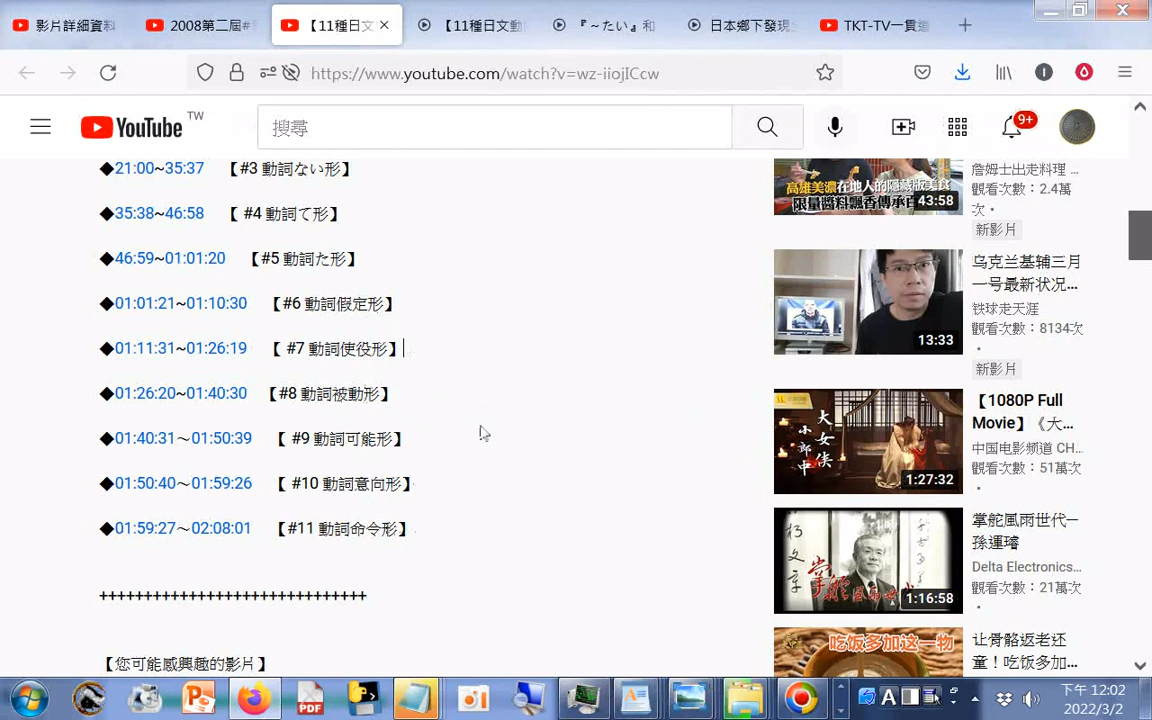 影片詳細資料
2008第二屆#
【11種日文
【11種日文動
『～たい』和
日本鄉下發現
TKT-TV一貫道
https://www.youtube.com/watch?v=wz-iiojICcw
YouTube TW
搜尋
9+
◆21:00~35:37 【#3 動詞ない形】
◆35:38~46:58 【 #4 動詞て形】
◆46:59~01:01:20 【#5 動詞た形】
◆01:01:21~01:10:30 【#6 動詞假定形】
◆01:11:31~01:26:19 【 #7 動詞使役形】
◆01:26:20~01:40:30 【#8 動詞被動形】
◆01:40:31～01:50:39 【 #9 動詞可能形】
◆01:50:40～01:59:26 【 #10 動詞意向形】
◆01:59:27～02:08:01 【#11 動詞命令形】
++++++++++++++++++++++++++++++
【您可能感興趣的影片】
高雄美濃在地人的隱藏版美食
限量醬料飄香傳承百
43:58
詹姆士出走料理 ...
觀看次數：2.4萬
次・
新影片
13:33
乌克兰基辅三月
一号最新状况...
铁球走天涯
觀看次數：8134次
・
新影片
大女侠
小郎中
1:27:32
【1080P Full
Movie】《大...
中国电影频道 CH...
觀看次數：51萬次
・
掌舵風雨
1:16:58
掌舵風雨世代─
孫運璿
Delta Electronics...
觀看次數：21萬次
・
吃饭多加这一物
让骨骼返老还
童！吃饭多加...
下午 12:02
2022/3/2